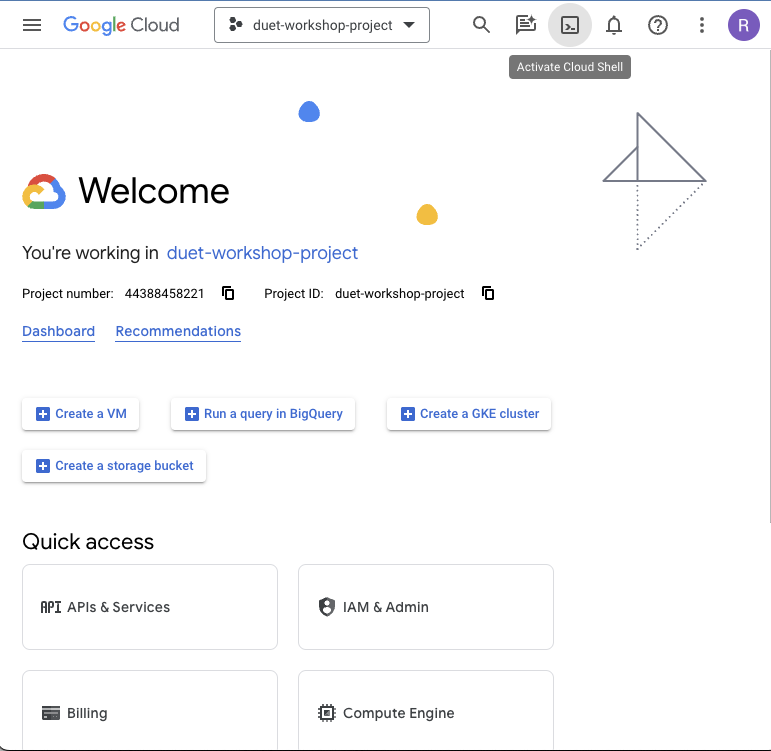 Google Cloud duet-workshop-project R
Activate Cloud Shell
Welcome
You're working in duet-workshop-project
Project number: 44388458221 Project ID: duet-workshop-project
Dashboard Recommendations
Create a VM Run a query in BigQuery Create a GKE cluster
Create a storage bucket
Quick access
API APIs & Services IAM & Admin
Billing Compute Engine